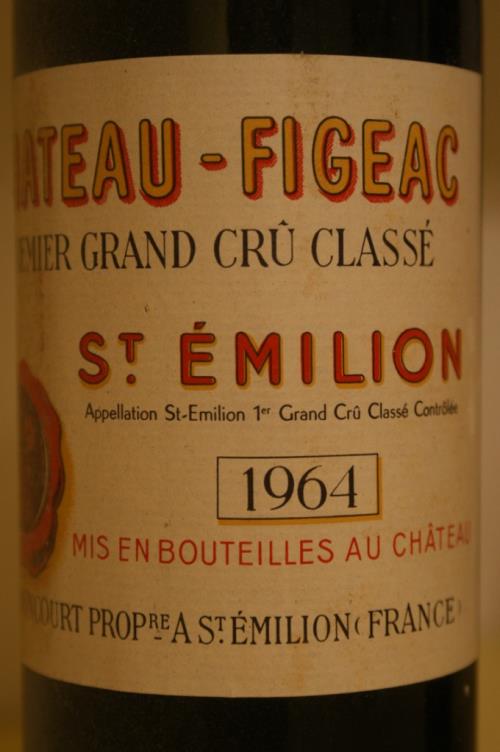 ATEAU - FIGEAC
EMIER GRAND CRÛ CLASSÉ
ST ÉMILION
Appellation St-Emilion 1er Grand Crû Classé Contrôlée
1964
MIS EN BOUTEILLES AU CHÂTEAU
NCOURT PROPRE A ST ÉMILION (FRANCE)